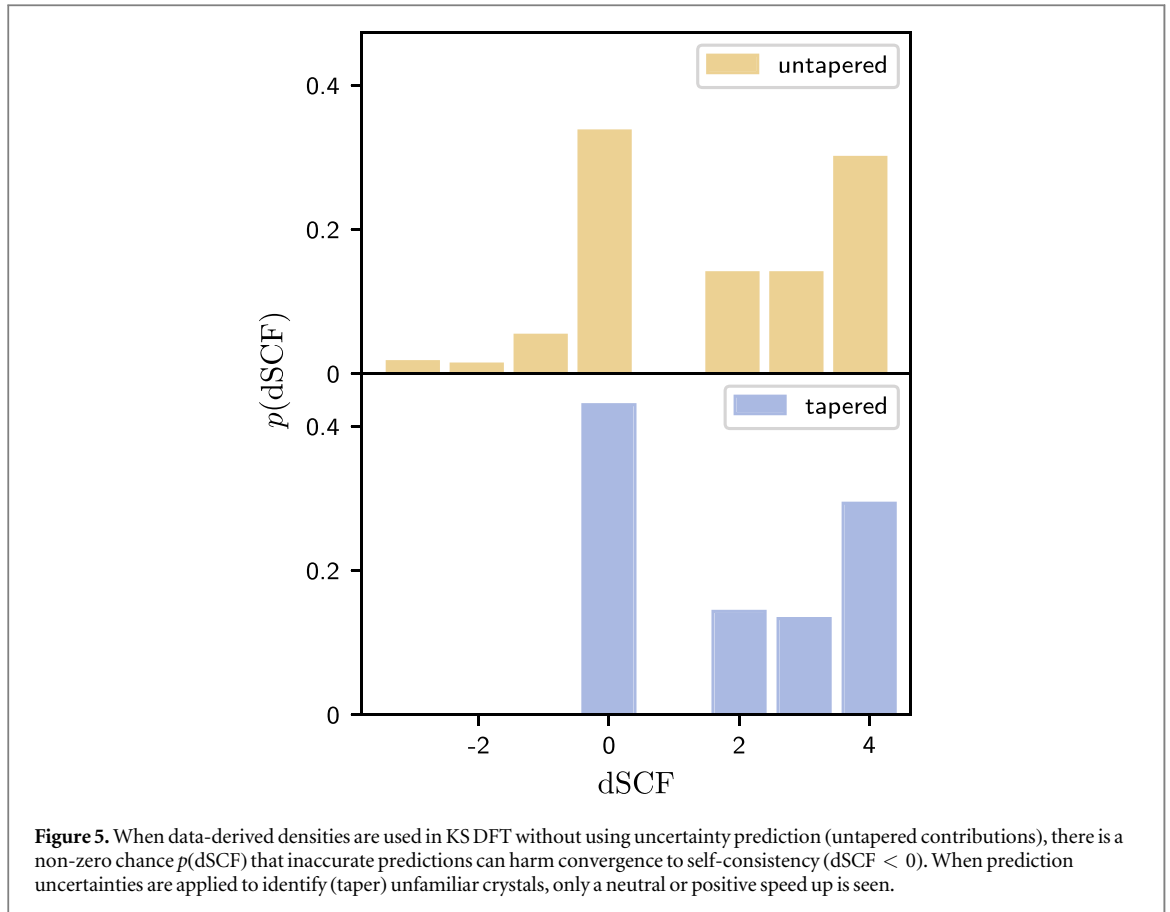 untapered
0.4
0.2
0
p(dSCF)
tapered
0.4
0.2
0
-2 0 2 4
dSCF
Figure 5. When data-derived densities are used in KS DFT without using uncertainty prediction (untapered contributions), there is a
non-zero chance p(dSCF) that inaccurate predictions can harm convergence to self-consistency (dSCF < 0). When prediction
uncertainties are applied to identify (taper) unfamiliar crystals, only a neutral or positive speed up is seen.